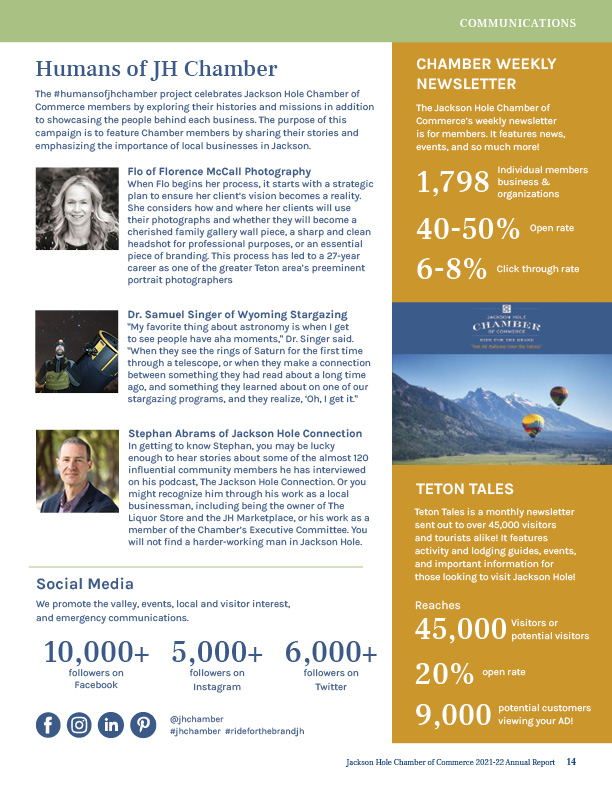 COMMUNICATIONS
Humans of JH Chamber
The #humansofjhchamber project celebrates Jackson Hole Chamber of
Commerce members by exploring their histories and missions in addition
to showcasing the people behind each business. The purpose of this
campaign is to feature Chamber members by sharing their stories and
emphasizing the importance of local businesses in Jackson.
Flo of Florence McCall Photography
When Flo begins her process, it starts with a strategic
plan to ensure her client's vision becomes a reality.
She considers how and where her clients will use
their photographs and whether they will become a
cherished family gallery wall piece, a sharp and clean
headshot for professional purposes, or an essential
piece of branding. This process has led to a 27-year
career as one of the greater Teton area's preeminent
portrait photographers
Dr. Samuel Singer of Wyoming Stargazing
"My favorite thing about astronomy is when I get
to see people have aha moments," Dr. Singer said.
"When they see the rings of Saturn for the first time
through a telescope, or when they make a connection
between something they had read about a long time
ago, and something they learned about on one of our
stargazing programs, and they realize, 'Oh, I get it."
Stephan Abrams of Jackson Hole Connection
In getting to know Stephan, you may be lucky
enough to hear stories about some of the almost 120
influential community members he has interviewed
on his podcast, The Jackson Hole Connection. Or you
might recognize him through his work as a local
businessman, including being the owner of The
Liquor Store and the JH Marketplace, or his work as a
member of the Chamber's Executive Committee. You
will not find a harder-working man in Jackson Hole.
Social Media
We promote the valley, events, local and visitor interest,
and emergency communications.
10,000+
followers on
Facebook
5,000+
followers on
Instagram
6,000+
followers on
Twitter
@jhchamber
#jhchamber #rideforthebrandjh
CHAMBER WEEKLY
NEWSLETTER
The Jackson Hole Chamber of
Commerce's weekly newsletter
is for members. It features news,
events, and so much more!
1,798
Individual members
business &
organizations
40-50%
Open rate
6-8%
Click through rate
JACKSON HOLE
CHAMBER
OF COMMERCE
RIDE FOR THE BRAND
TETON TALES
Teton Tales is a monthly newsletter
sent out to over 45,000 visitors
and tourists alike! It features
activity and lodging guides, events,
and important information for
those looking to visit Jackson Hole!
Reaches
45,000
Visitors or
potential visitors
20%
open rate
9,000
potential customers
viewing your AD!
Jackson Hole Chamber of Commerce 2021-22 Annual Report 14